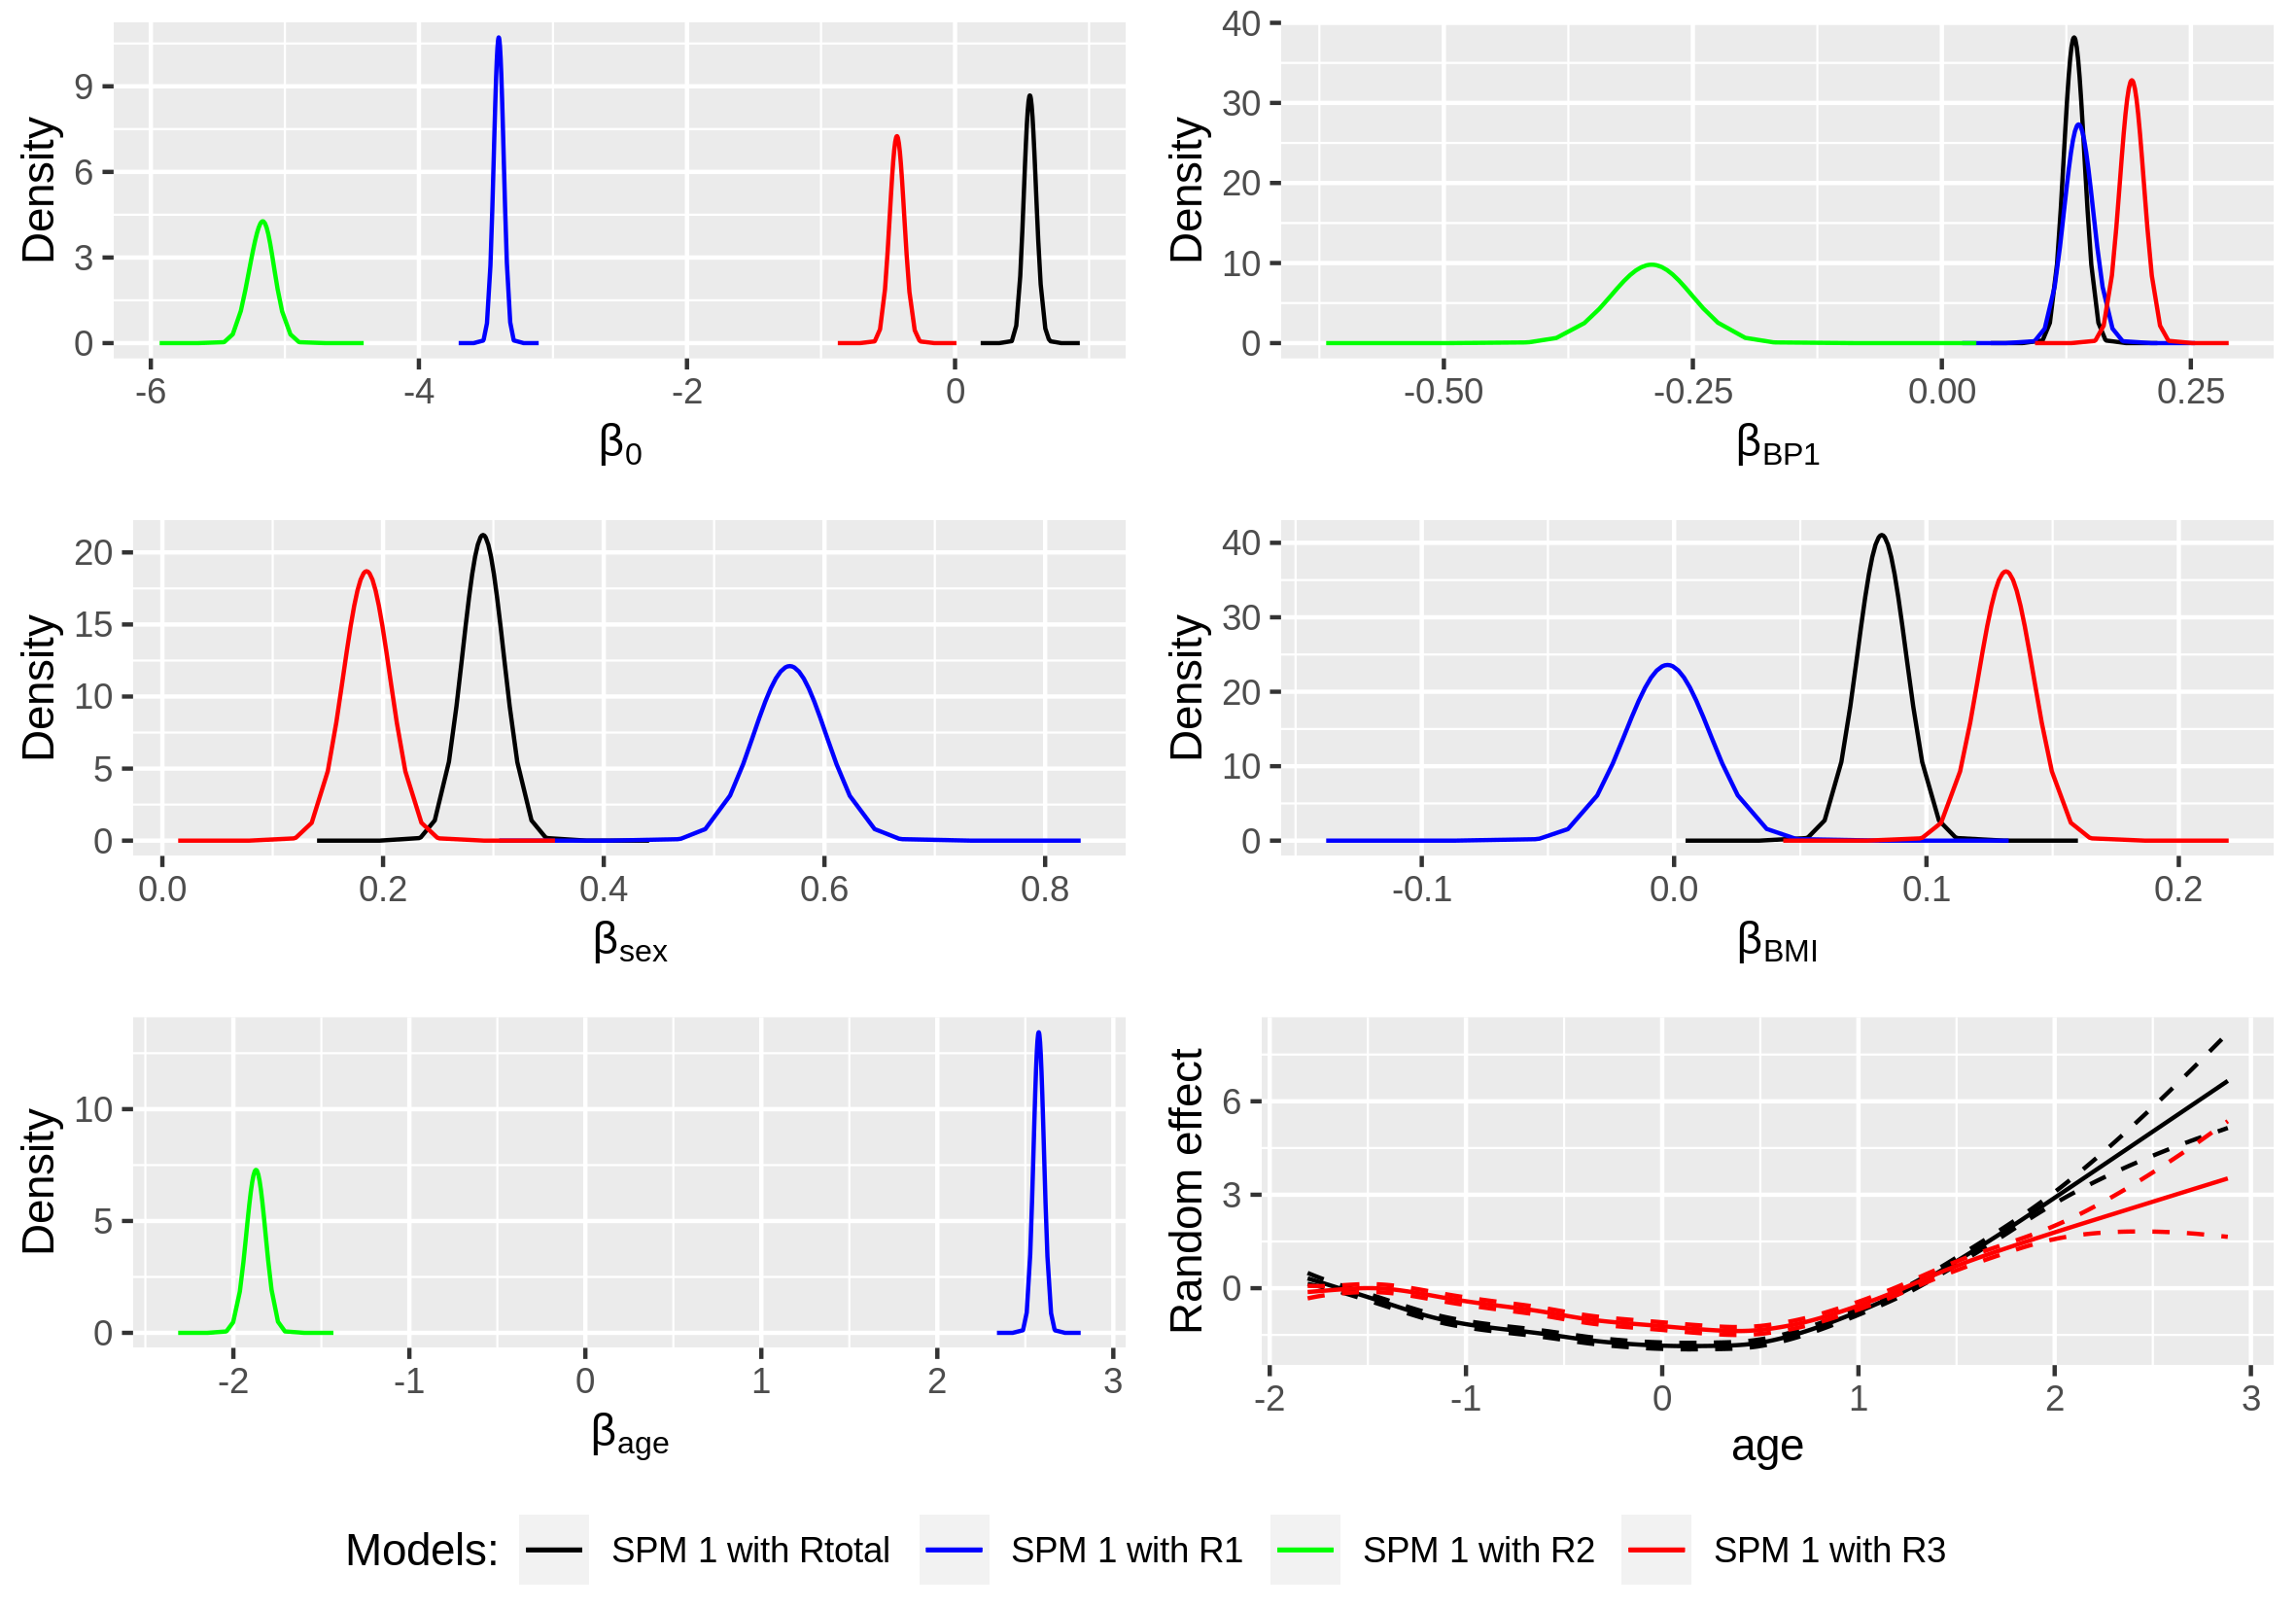 Density
9
6
3
0
-6 -4 -2 0
β0
Density
40
30
20
10
0
-0.50 -0.25 0.00 0.25
βBP1
Density
20
15
10
5
0
0.0 0.2 0.4 0.6 0.8
βsex
Density
40
30
20
10
0
-0.1 0.0 0.1 0.2
βBMI
Density
10
5
0
-2 -1 0 1 2 3
βage
Random effect
6
3
0
-2 -1 0 1 2 3
age
Models: SPM 1 with Rtotal SPM 1 with R1 SPM 1 with R2 SPM 1 with R3